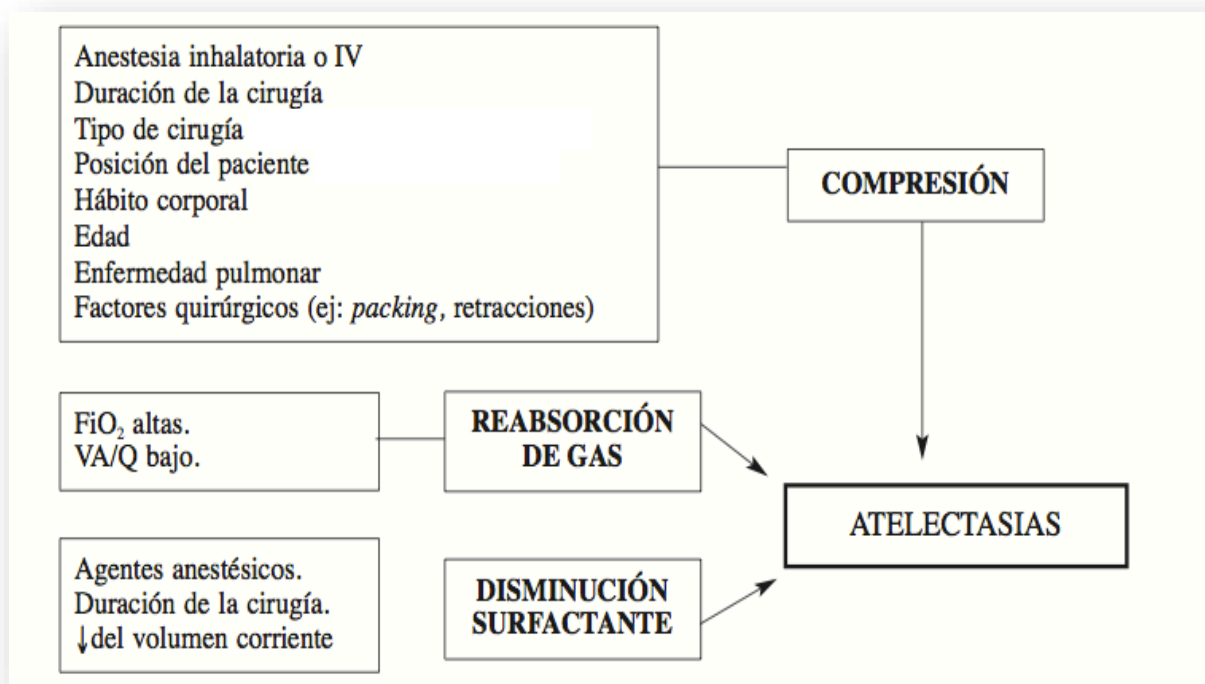 Anestesia inhalatoria o IV
Duración de la cirugía
Tipo de cirugía
Posición del paciente
Hábito corporal
Edad
Enfermedad pulmonar
Factores quirúrgicos (ej: packing, retracciones)
COMPRESIÓN
FiO₂ altas.
VA/Q bajo.
REABSORCIÓN
DE GAS
ATELECTASIAS
Agentes anestésicos.
Duración de la cirugía.
↓del volumen corriente
DISMINUCIÓN
SURFACTANTE